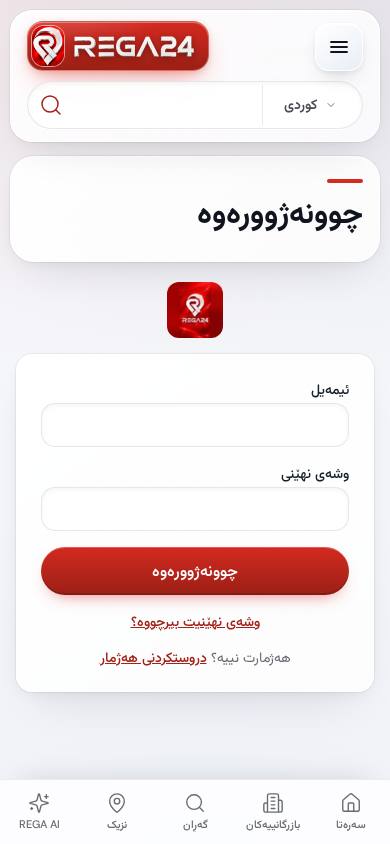 REGA24
کوردی
چوونەژوورەوە
REGA24
ئیمەیل
وشەی نهێنی
چوونەژوورەوە
وشەی نهێنیت بیرچووە؟
هەژمارت نییە؟ دروستکردنی هەژمار
سەرەتا
بازرگانییەکان
گەڕان
نزیک
REGA AI